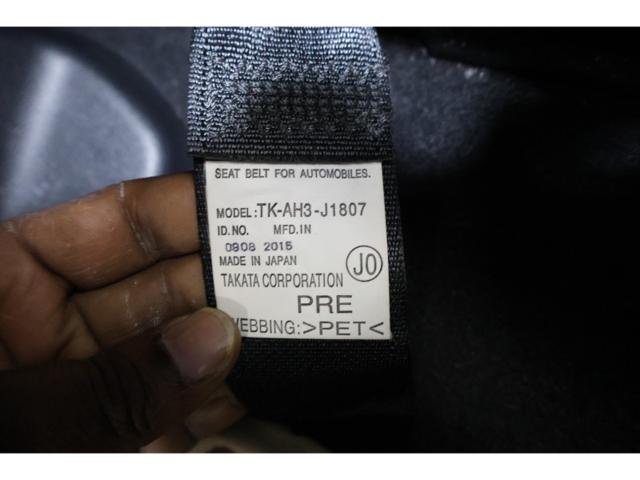 SEAT BELT FOR AUTOMOBILES.
MODEL:TK-AH3-J1807
ID.NO. MFD.IN
0908 2015
MADE IN JAPAN
JO
TAKATA CORPORATION
PRE
WEBBING:>PET<